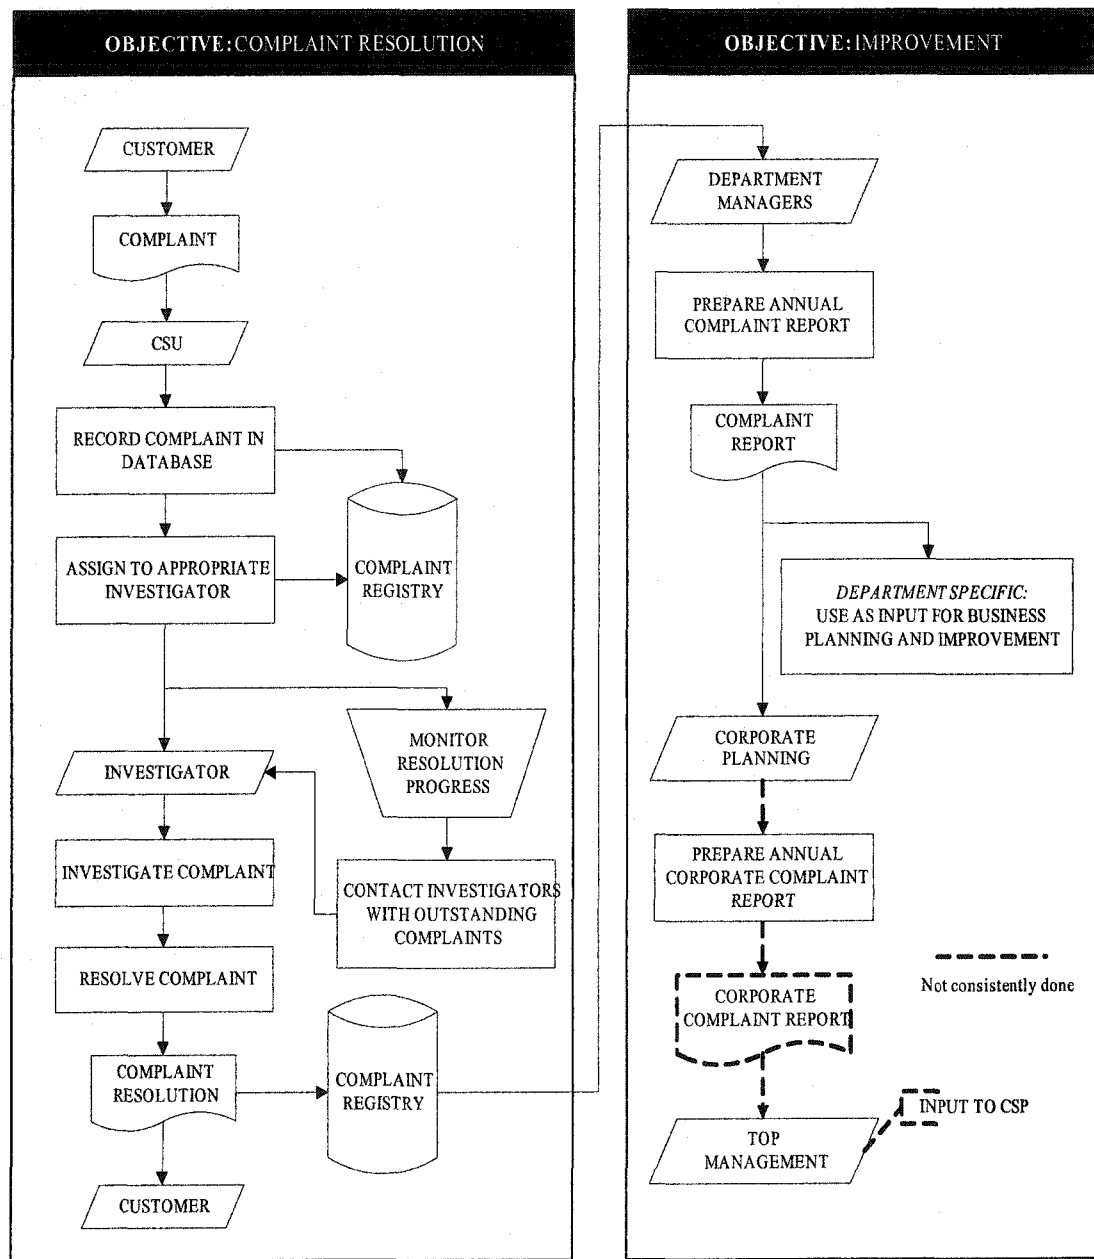 OBJECTIVE: COMPLAINT RESOLUTION
CUSTOMER
COMPLAINT
CSU
RECORD COMPLAINT IN
DATABASE
ASSIGN TO APPROPRIATE
INVESTIGATOR
COMPLAINT
REGISTRY
MONITOR
RESOLUTION
PROGRESS
INVESTIGATOR
INVESTIGATE COMPLAINT
CONTACT INVESTIGATORS
WITH OUTSTANDING
COMPLAINTS
RESOLVE COMPLAINT
COMPLAINT
RESOLUTION
COMPLAINT
REGISTRY
CUSTOMER
OBJECTIVE: IMPROVEMENT
DEPARTMENT
MANAGERS
PREPARE ANNUAL
COMPLAINT REPORT
COMPLAINT
REPORT
DEPARTMENT SPECIFIC:
USE AS INPUT FOR BUSINESS
PLANNING AND IMPROVEMENT
CORPORATE
PLANNING
PREPARE ANNUAL
CORPORATE COMPLAINT
REPORT
CORPORATE
COMPLAINT REPORT
Not consistently done
INPUT TO CSP
TOP
MANAGEMENT